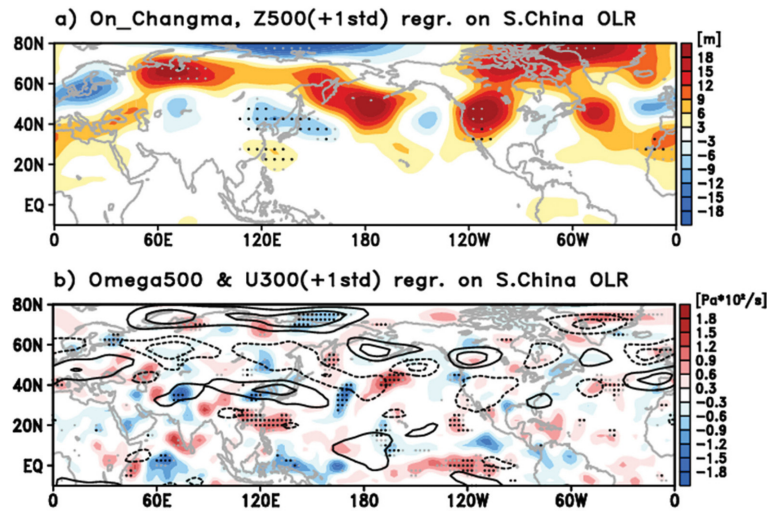 a) On_Changma, Z500(+1std) regr. on S.China OLR
[m]
80N
60N
40N
20N
EQ
18
15
12
9
6
3
−3
−6
−9
−12
−15
−18
0 60E 120E 180 120W 60W 0
b) Omega500 & U300(+1std) regr. on S.China OLR
[Pa*10²/s]
80N
60N
40N
20N
EQ
1.8
1.5
1.2
0.9
0.6
0.3
−0.3
−0.6
−0.9
−1.2
−1.5
−1.8
0 60E 120E 180 120W 60W 0